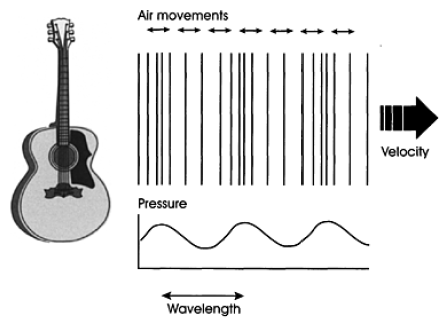 Air movements
Velocity
Pressure
Wavelength